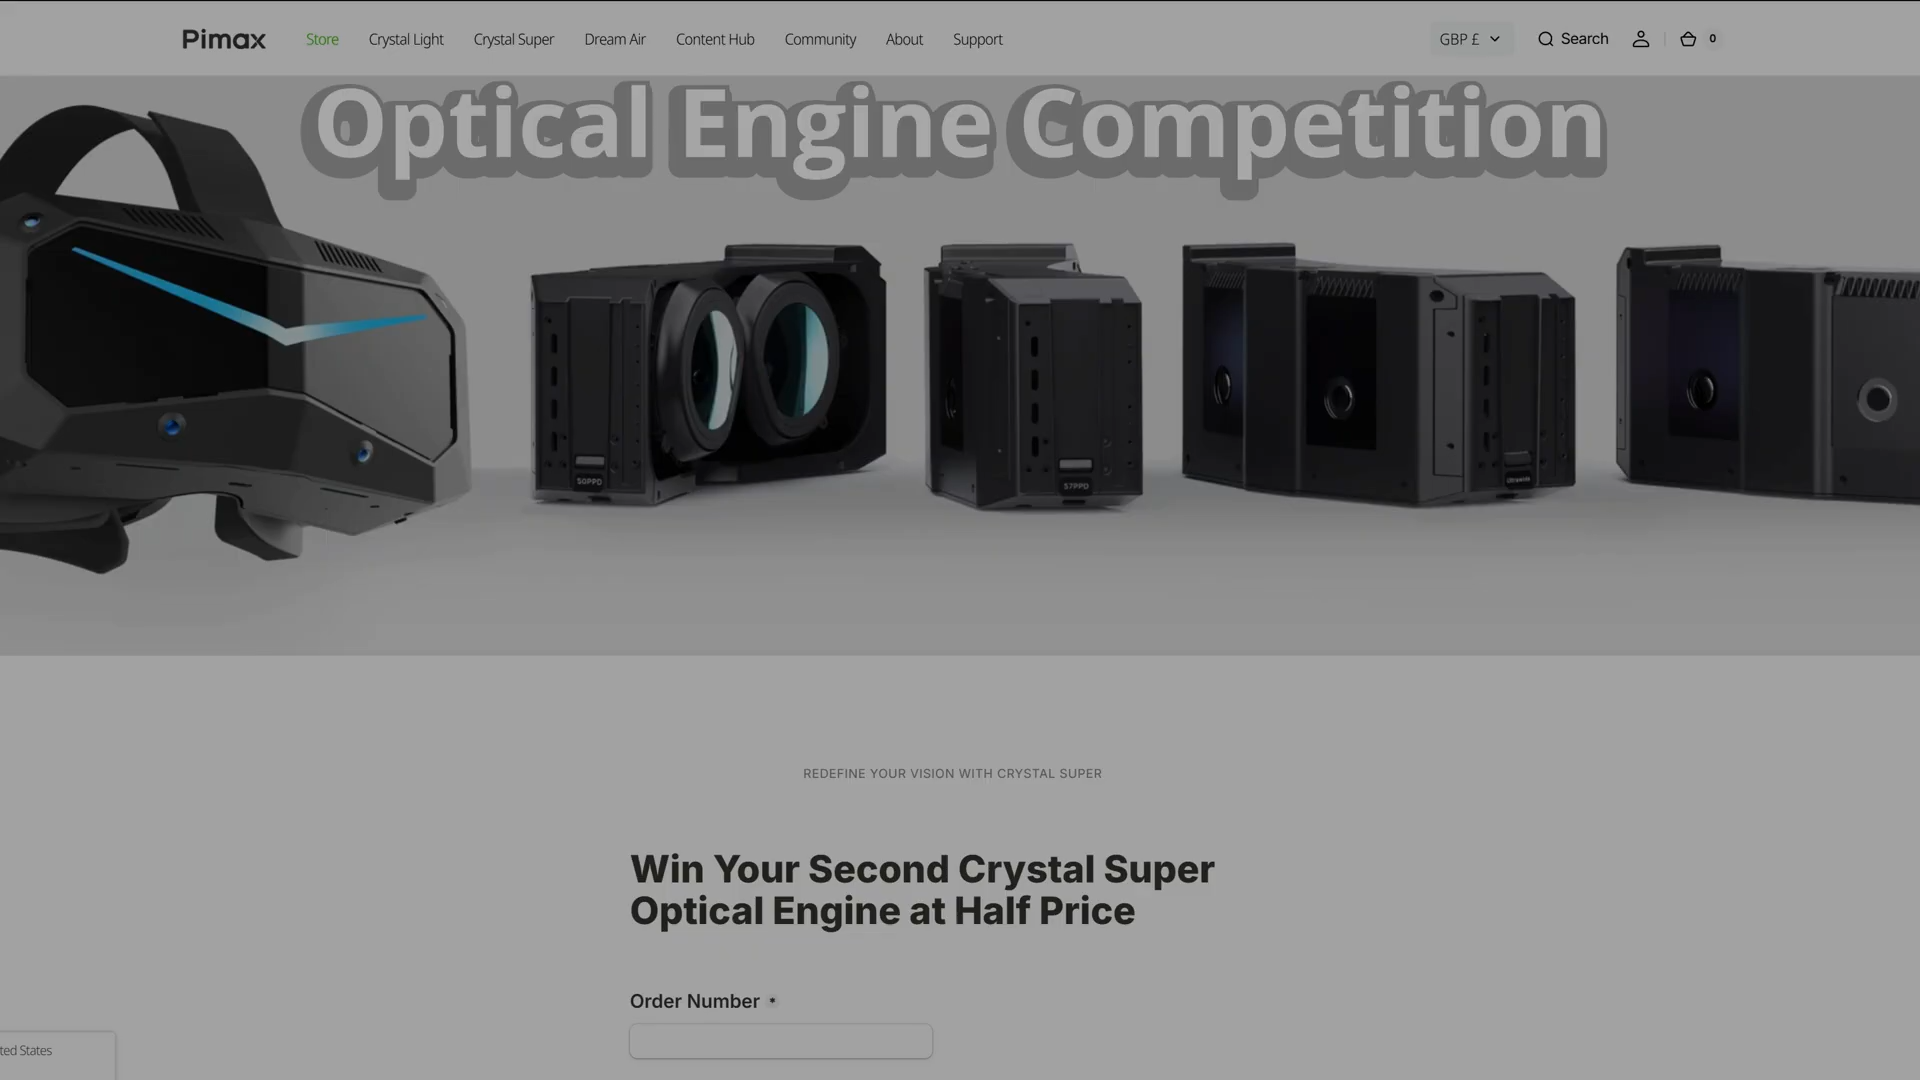 Pimax
Store
Crystal Light
Crystal Super
Dream Air
Content Hub
Community
About
Support
GBP £
Search
0
Optical Engine Competition
50PPD
57PPD
REDEFINE YOUR VISION WITH CRYSTAL SUPER
Win Your Second Crystal Super
Optical Engine at Half Price
Order Number *
ted States